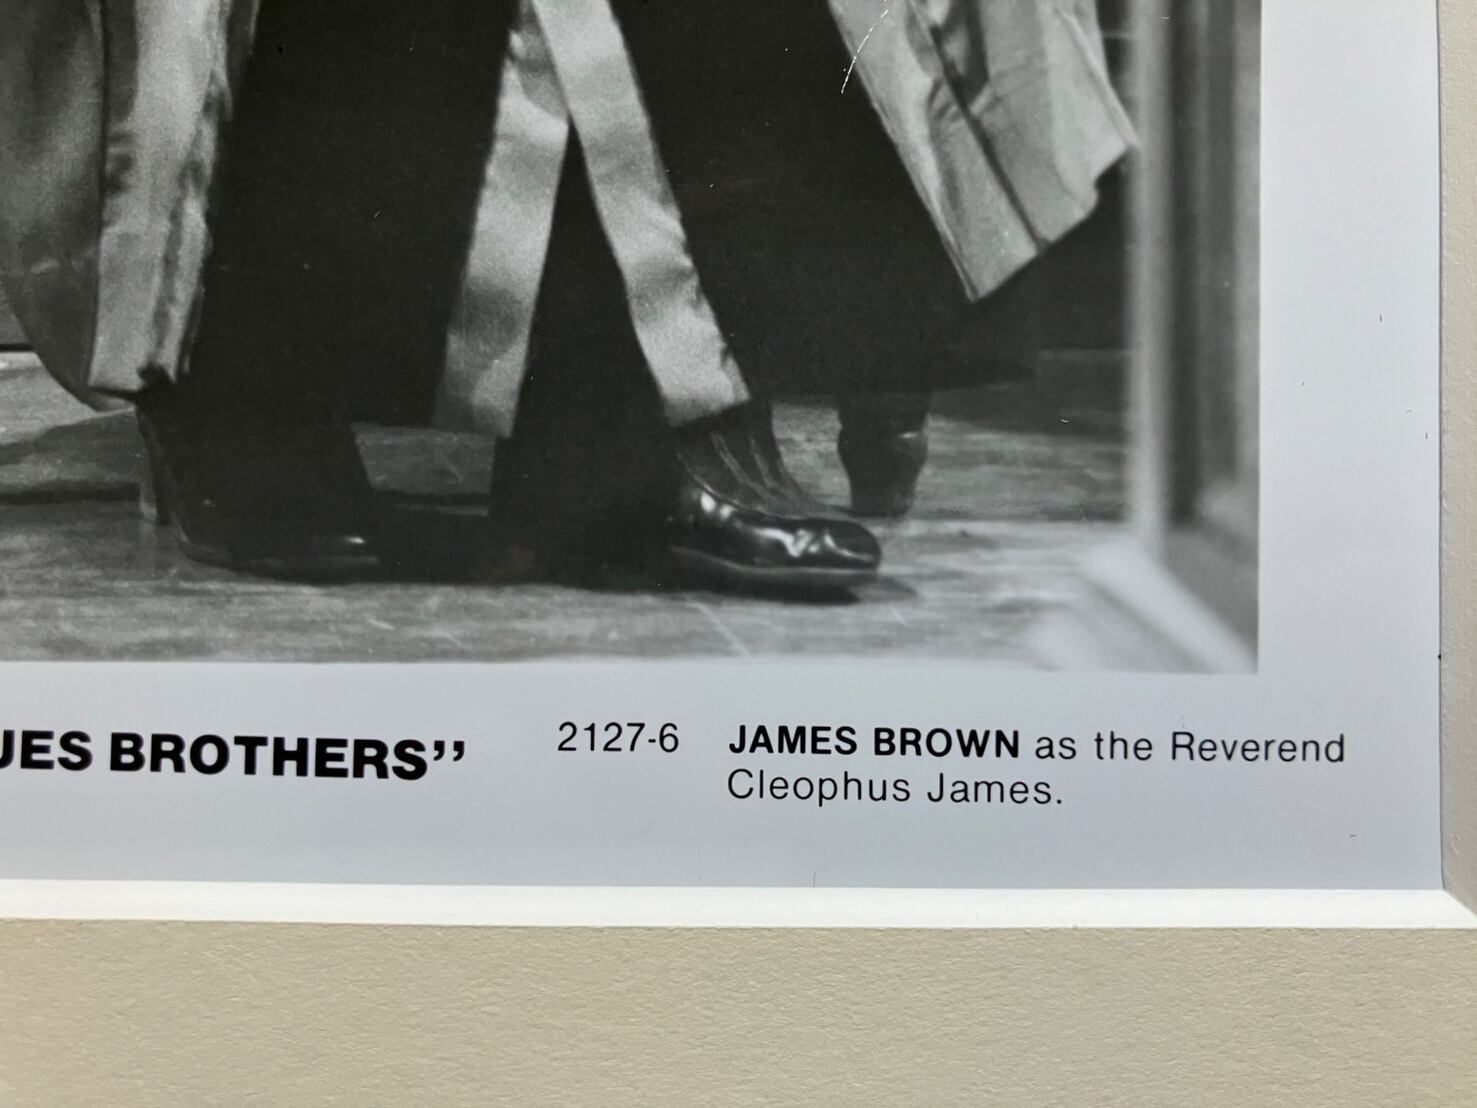 UES BROTHERS” 2127-6 JAMES BROWN as the Reverend
Cleophus James.